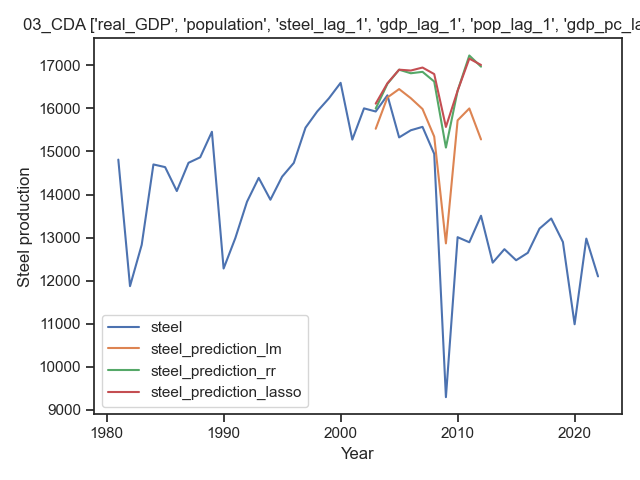 03_CDA ['real_GDP', 'population', 'steel_lag_1', 'gdp_lag_1', 'pop_lag_1', 'gdp_pc_la
Steel production
17000
16000
15000
14000
13000
12000
11000
10000
9000
steel
steel_prediction_lm
steel_prediction_rr
steel_prediction_lasso
1980
1990
2000
2010
2020
Year